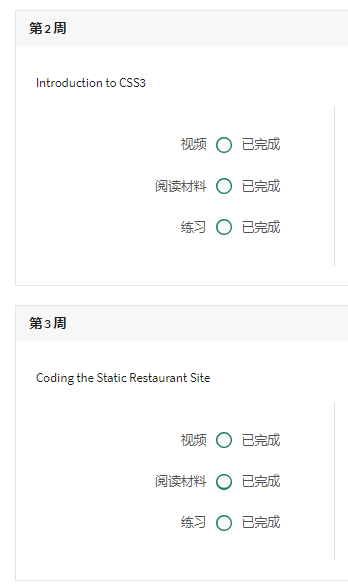 第 2 周
Introduction to CSS3
视频 已完成
阅读材料 已完成
练习 已完成
第 3 周
Coding the Static Restaurant Site
视频 已完成
阅读材料 已完成
练习 已完成